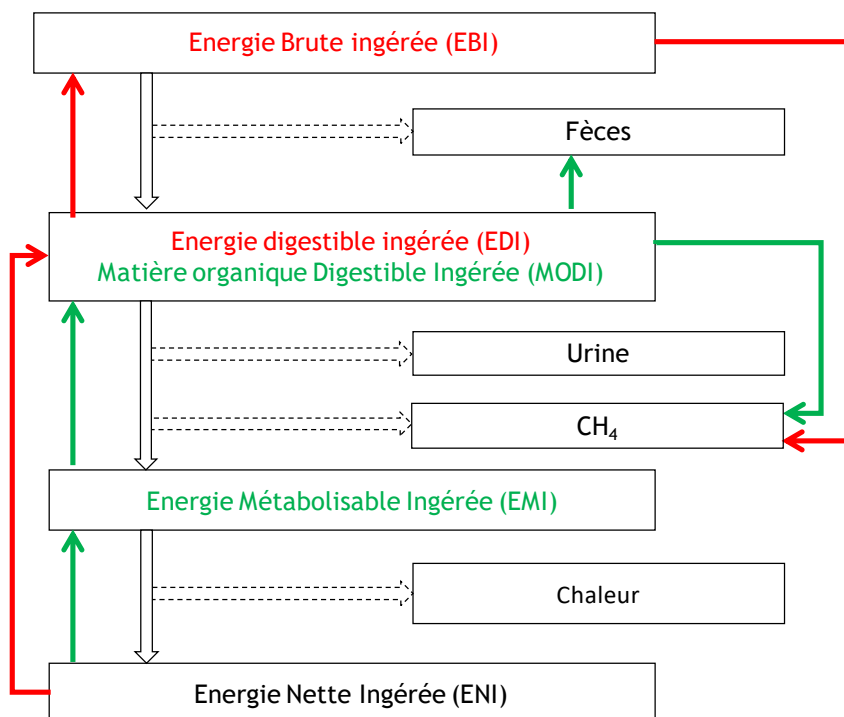 Energie Brute ingérée (EBI)
Fèces
Energie digestible ingérée (EDI)
Matière organique Digestible Ingérée (MODI)
Urine
CH₄
Energie Métabolisable Ingérée (EMI)
Chaleur
Energie Nette Ingérée (ENI)